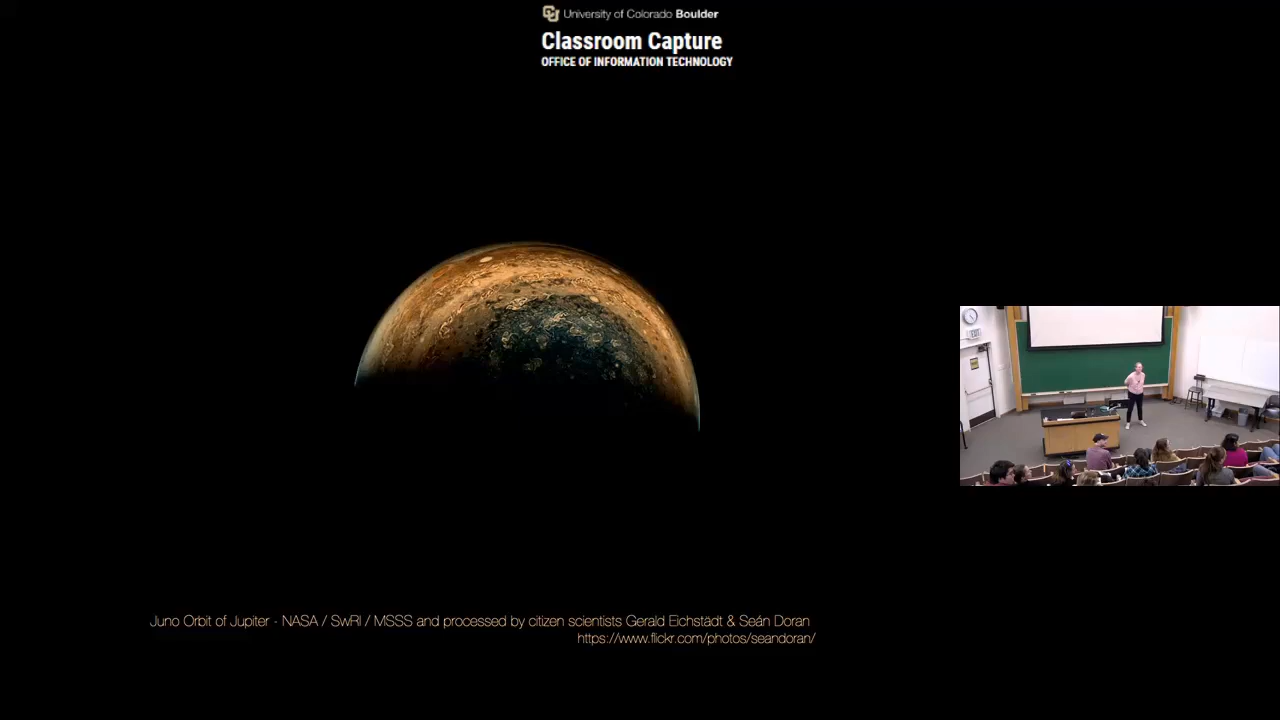 University of Colorado Boulder
Classroom Capture
OFFICE OF INFORMATION TECHNOLOGY
EXIT
Juno Orbit of Jupiter - NASA / SwRI / MSSS and processed by citizen scientists Gerald Eichstädt & Seán Doran
https://www.flickr.com/photos/seandoran/